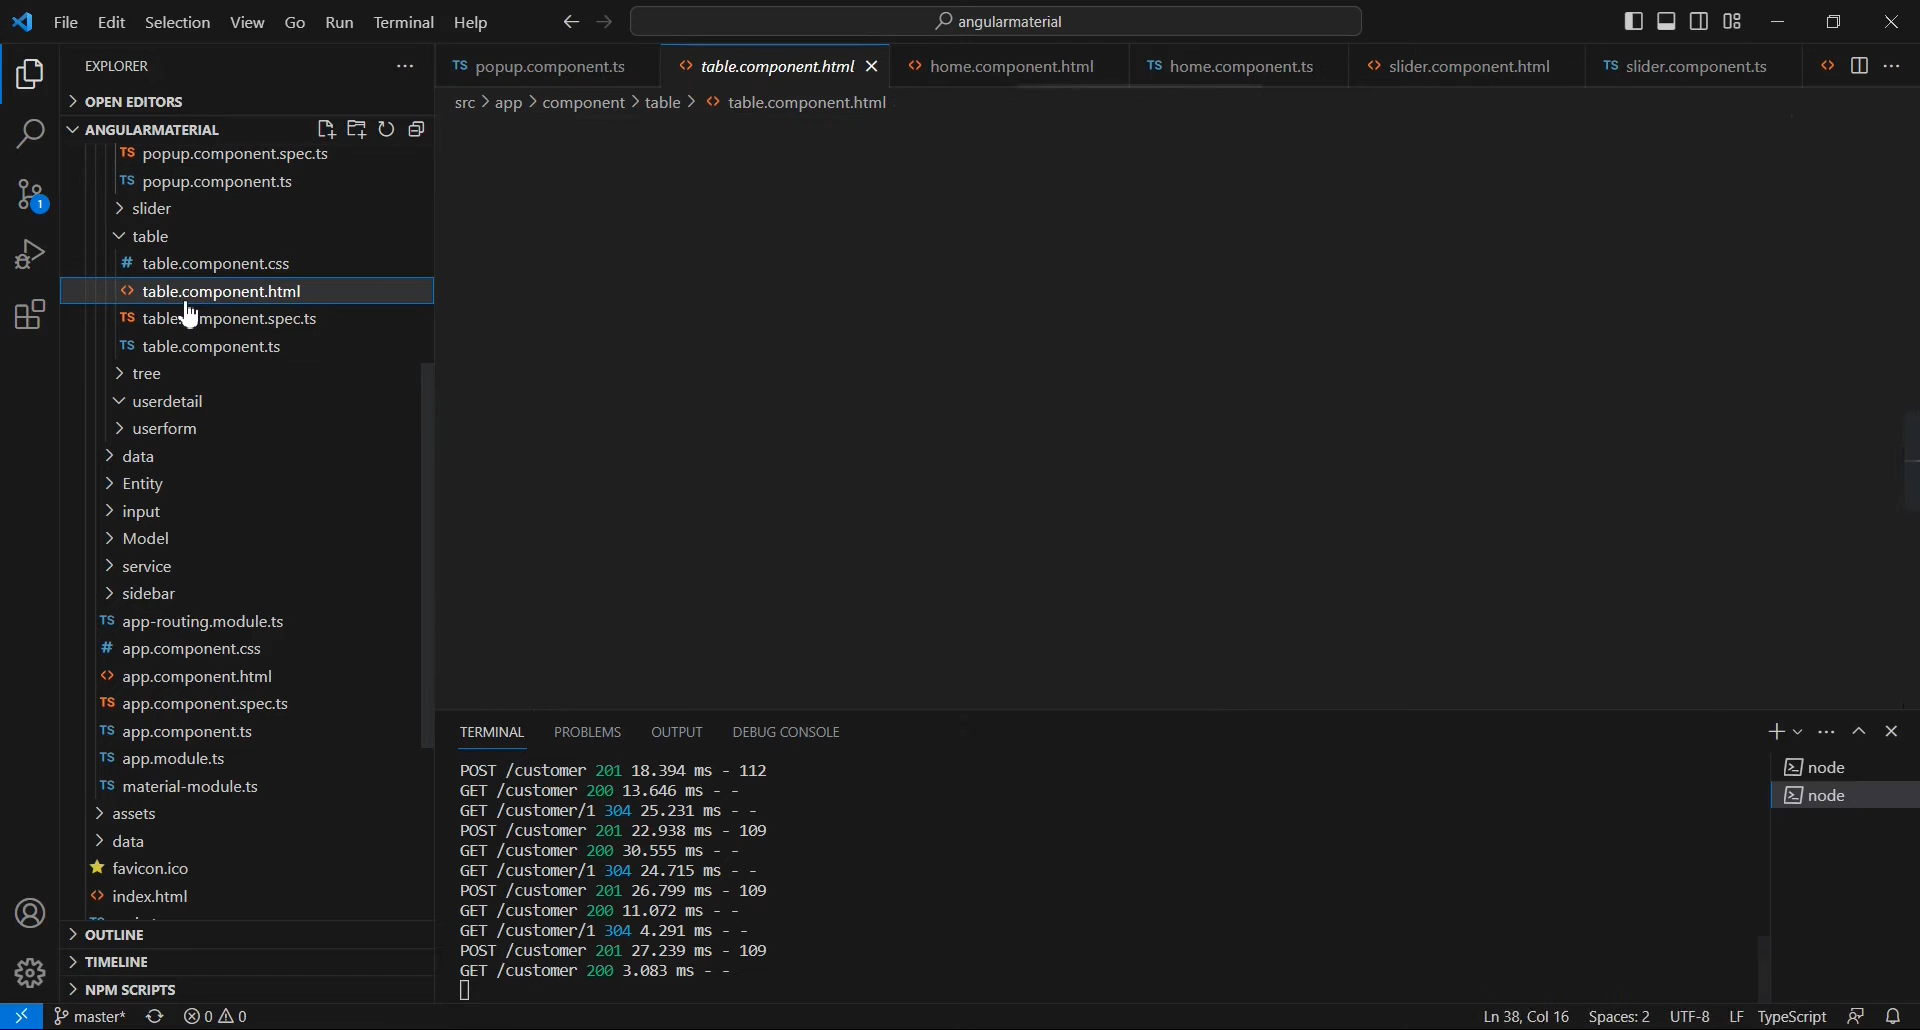 File Edit Selection View Go Run Terminal Help
angularmaterial
EXPLORER
OPEN EDITORS
ANGULARMATERIAL
TS popup.component.spec.ts
TS popup.component.ts
slider
table
# table.component.css
<> table.component.html
TS table.component.spec.ts
TS table.component.ts
tree
userdetail
userform
data
Entity
input
Model
service
sidebar
TS app-routing.module.ts
# app.component.css
<> app.component.html
TS app.component.spec.ts
TS app.component.ts
TS app.module.ts
TS material-module.ts
assets
data
favicon.ico
<> index.html
OUTLINE
TIMELINE
NPM SCRIPTS
TS popup.component.ts <> table.component.html <> home.component.html TS home.component.ts <> slider.component.html TS slider.component.ts <>
src > app > component > table > <> table.component.html
TERMINAL PROBLEMS OUTPUT DEBUG CONSOLE
POST /customer 201 18.394 ms - 112
GET /customer 200 13.646 ms - -
GET /customer/1 304 25.231 ms - -
POST /customer 201 22.938 ms - 109
GET /customer 200 30.555 ms - -
GET /customer/1 304 24.715 ms - -
POST /customer 201 26.799 ms - 109
GET /customer 200 11.072 ms - -
GET /customer/1 304 4.291 ms - -
POST /customer 201 27.239 ms - 109
GET /customer 200 3.083 ms - -
node
node
1
master* 0 0 Ln 38, Col 16 Spaces: 2 UTF-8 LF TypeScript